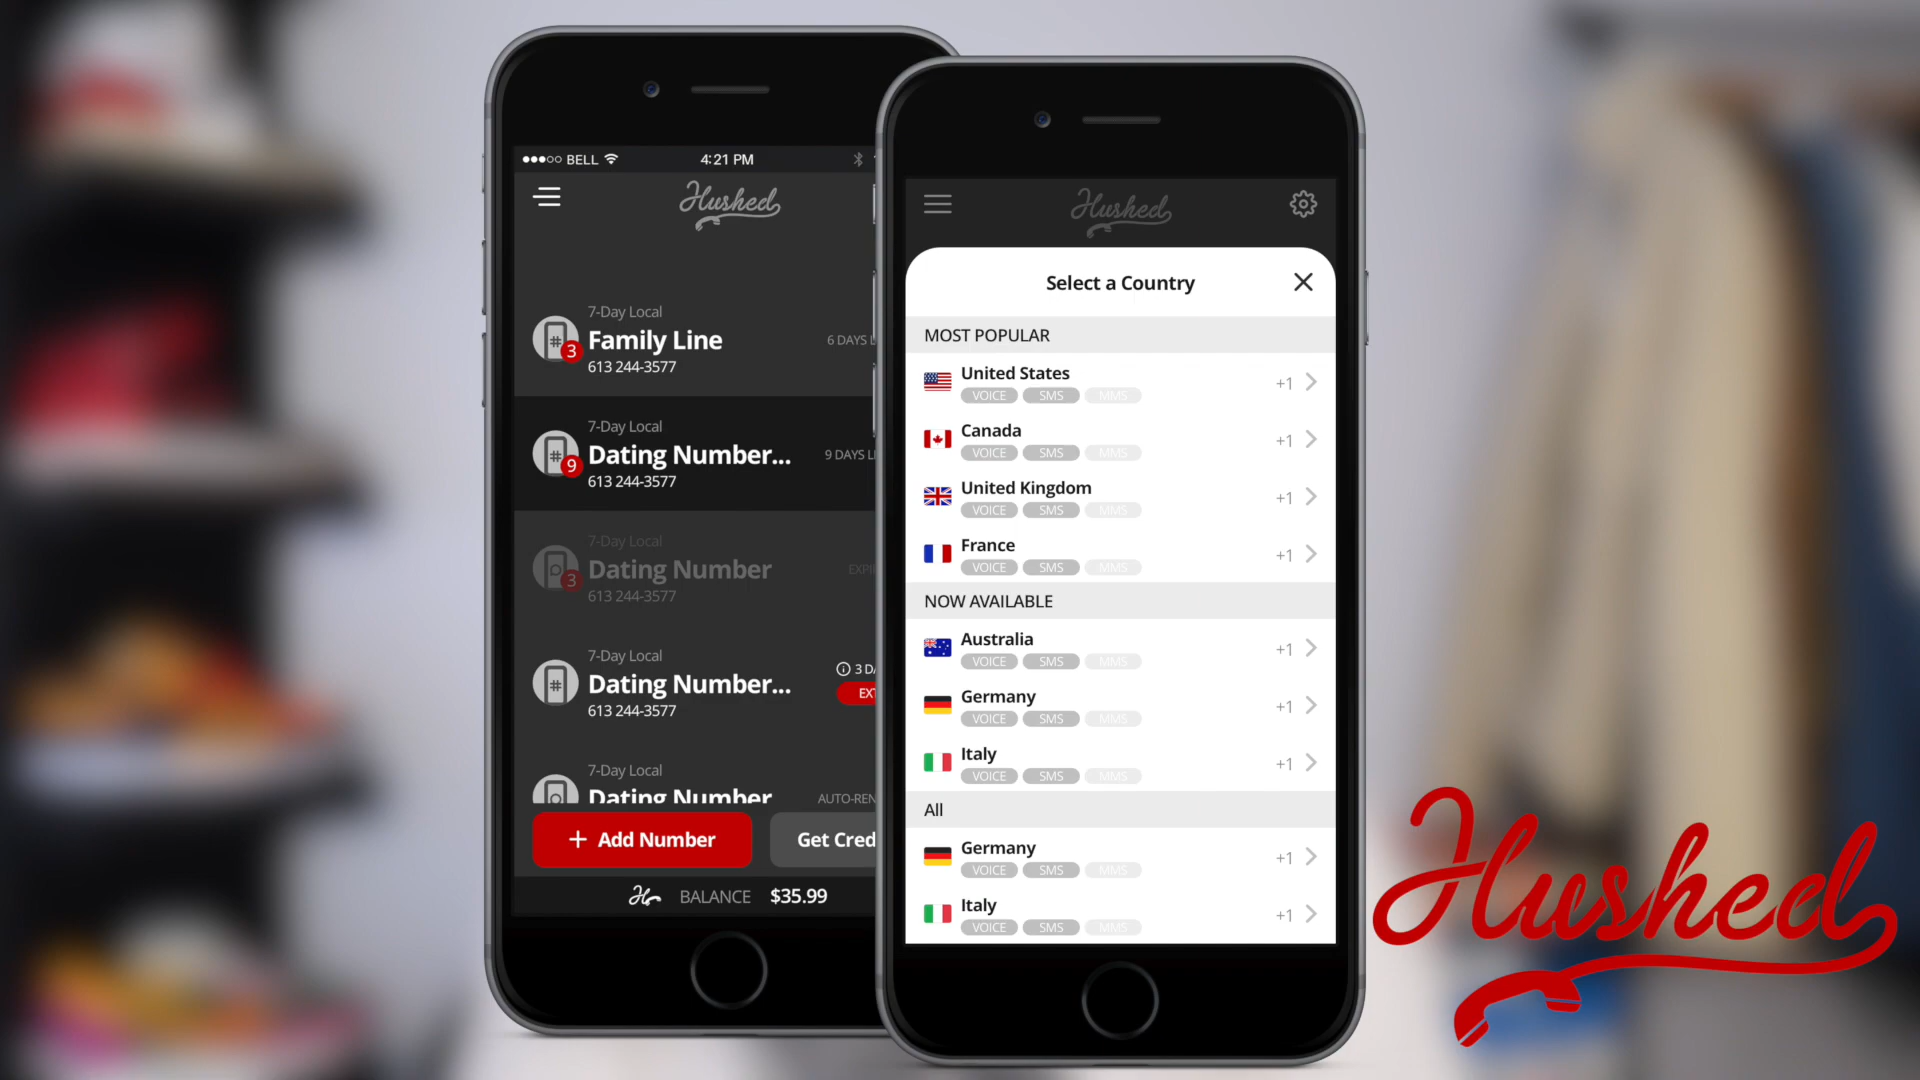 BELL
4:21 PM
Hushed
7-Day Local
3
Family Line
6 DAYS
613 244-3577
7-Day Local
9
Dating Number...
9 DAYS
613 244-3577
7-Day Local
3
Dating Number
613 244-3577
7-Day Local
Dating Number...
3
613 244-3577
7-Day Local
Dating Number
+ Add Number
Get
BALANCE $35.99
Hushed
Select a Country
MOST POPULAR
United States
VOICE SMS MMS
+1
Canada
VOICE SMS MMS
+1
United Kingdom
VOICE SMS MMS
+1
France
VOICE SMS MMS
+1
NOW AVAILABLE
Australia
VOICE SMS MMS
+1
Germany
VOICE SMS MMS
+1
Italy
VOICE SMS MMS
+1
All
Germany
VOICE SMS MMS
+1
Italy
VOICE SMS MMS
+1
Hushed